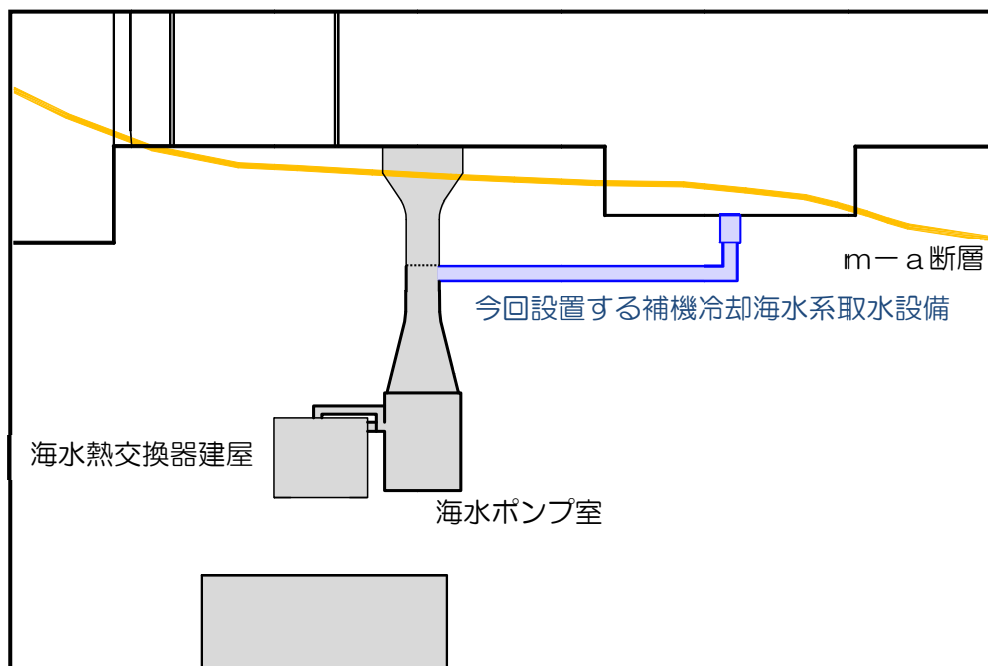 ｍ－ａ断層
今回設置する補機冷却海水系取水設備
海水熱交換器建屋
海水ポンプ室